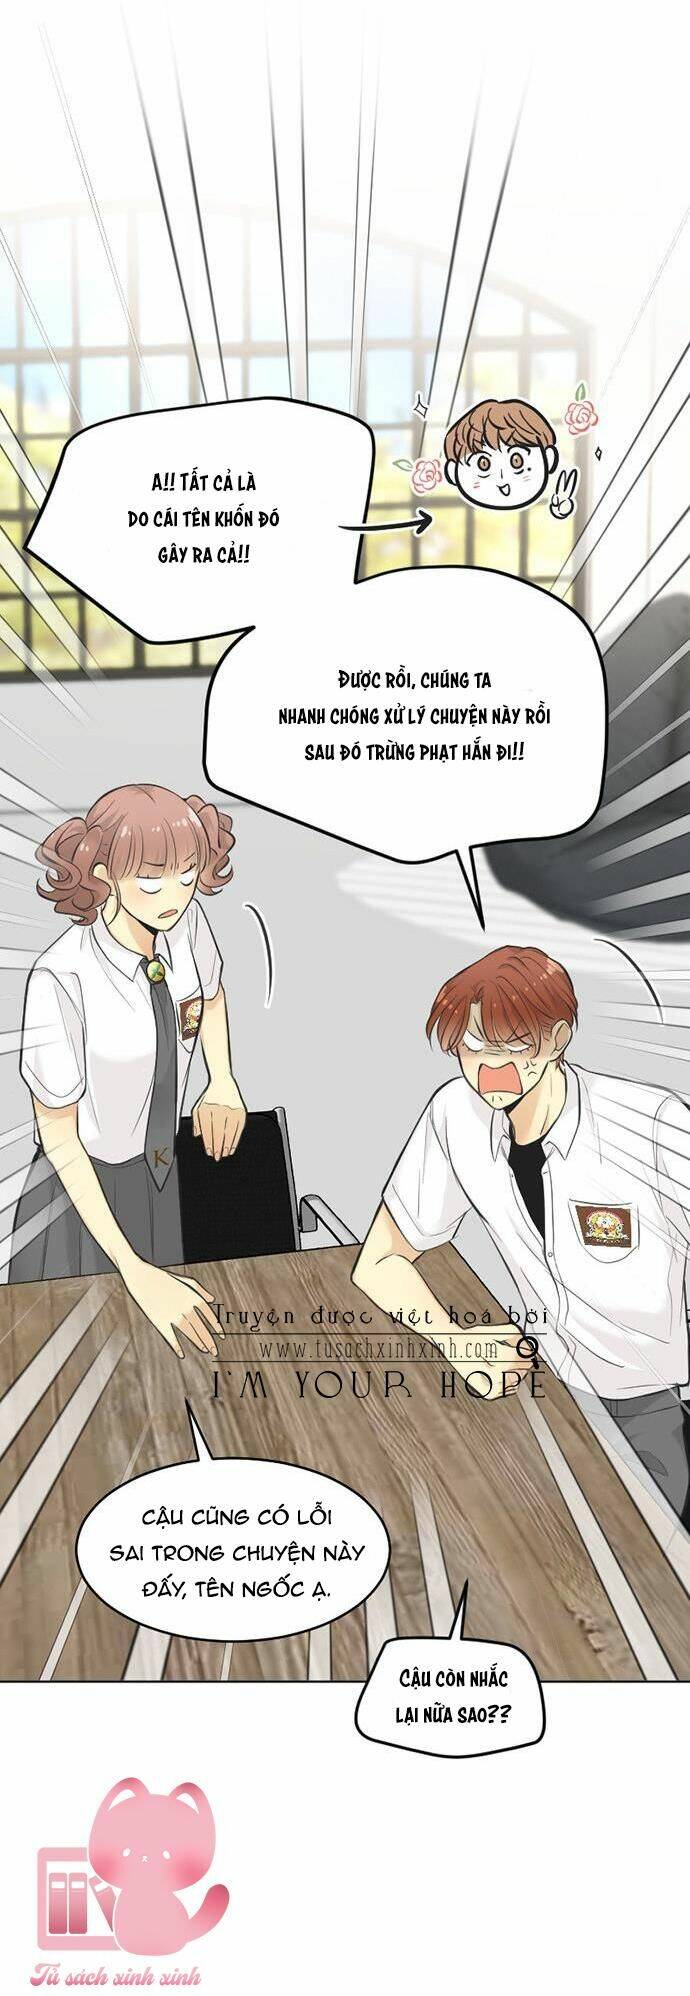 A!! TẤT CẢ LÀ
DO CÁI TÊN KHỐN ĐÓ
GÂY RA CẢ!!
ĐƯỢC RỒI, CHÚNG TA
NHANH CHÓNG XỬ LÝ CHUYỆN NÀY RỒI
SAU ĐÓ TRỪNG PHẠT HẮN ĐI!!
K
Truyện được việt hoá bởi
www.tusachxinhxinh.com
I'M YOUR HOPE
CẬU CŨNG CÓ LỖI
SAI TRONG CHUYỆN NÀY
ĐẤY, TÊN NGỐC Ạ.
CẬU CÒN NHẮC
LẠI NỮA SAO??
Tủ sách xinh xinh